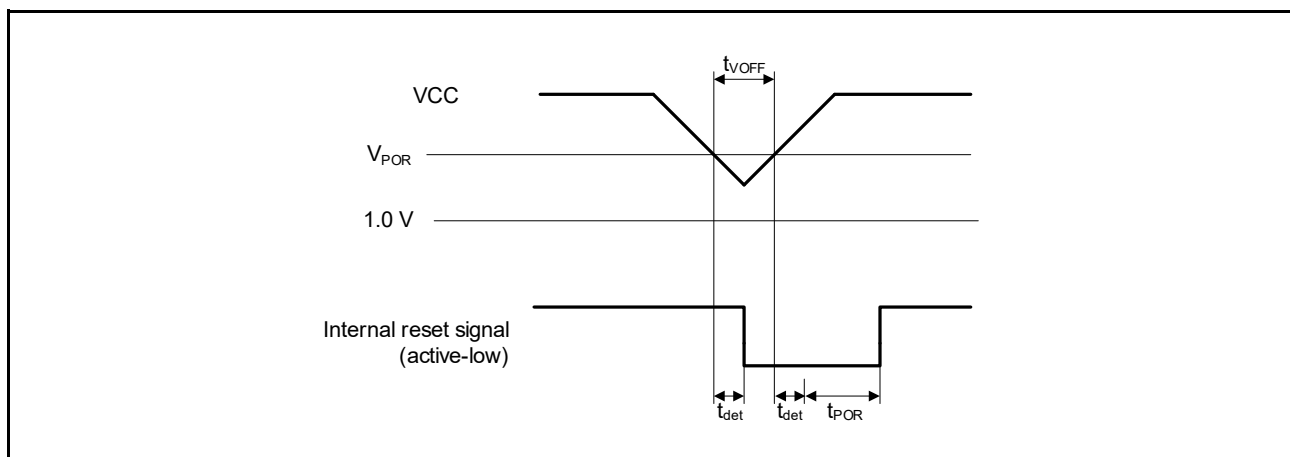 tVOFF
VCC
VPOR
1.0 V
Internal reset signal
(active-low)
tdet
tdet
tPOR